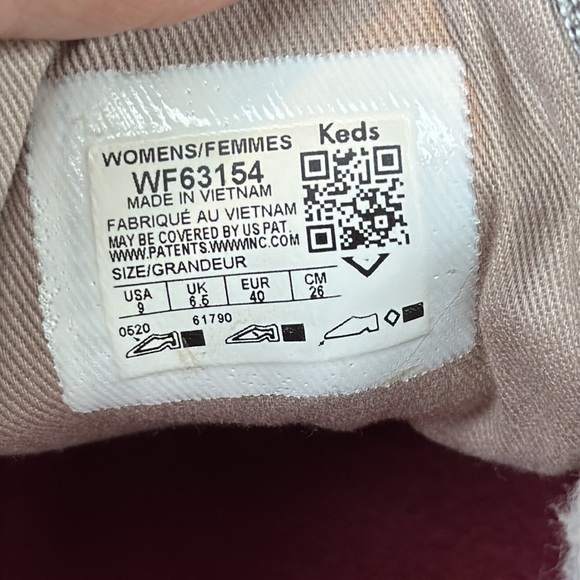 Keds
WOMENS/FEMMES
WF63154
MADE IN VIETNAM
FABRIQUÉ AU VIETNAM
MAY BE COVERED BY US PAT.
WWW.PATENTS.WWWINC.COM
SIZE/GRANDEUR
USA UK EUR CM
9 6.5 40 26
0520 61790